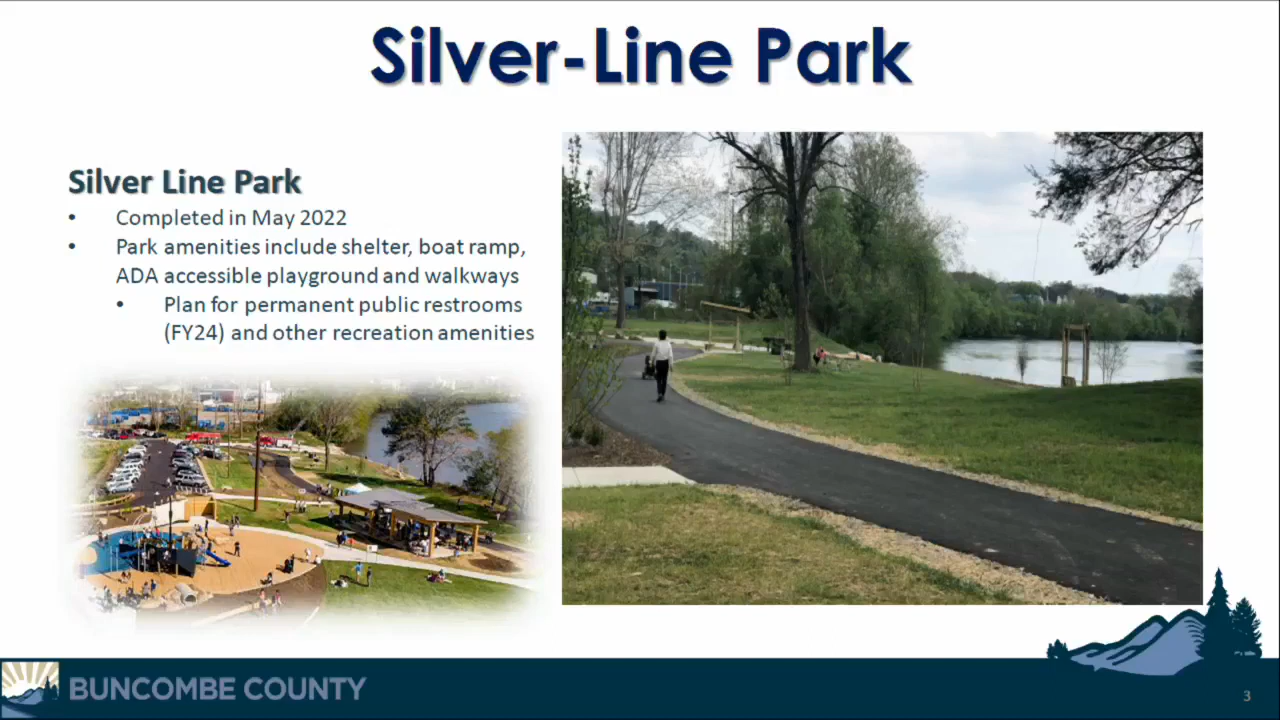 Silver-Line Park
Silver Line Park
• Completed in May 2022
• Park amenities include shelter, boat ramp,
ADA accessible playground and walkways
• Plan for permanent public restrooms
(FY24) and other recreation amenities
BUNCOMBE COUNTY
3